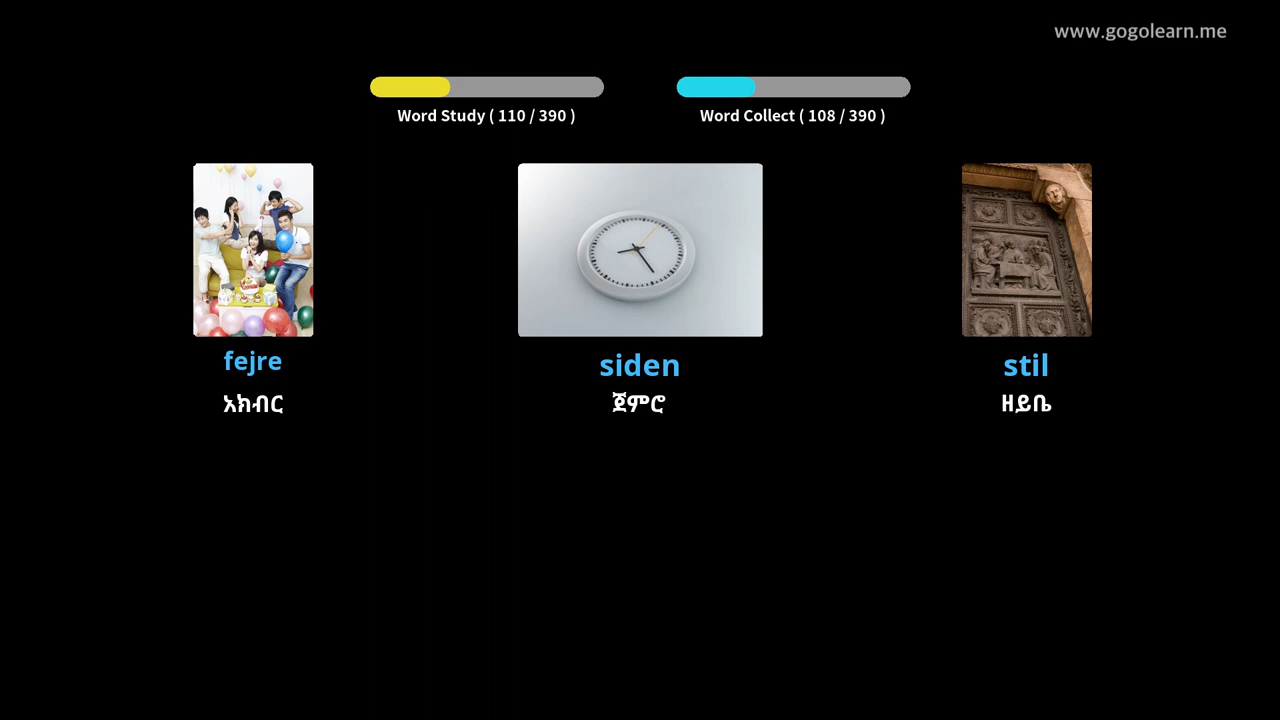 www.gogolearn.me
Word Study ( 110 / 390 )
Word Collect ( 108 / 390 )
fejre
siden
stil
አክብር
ጀምሮ
ዘይቤ